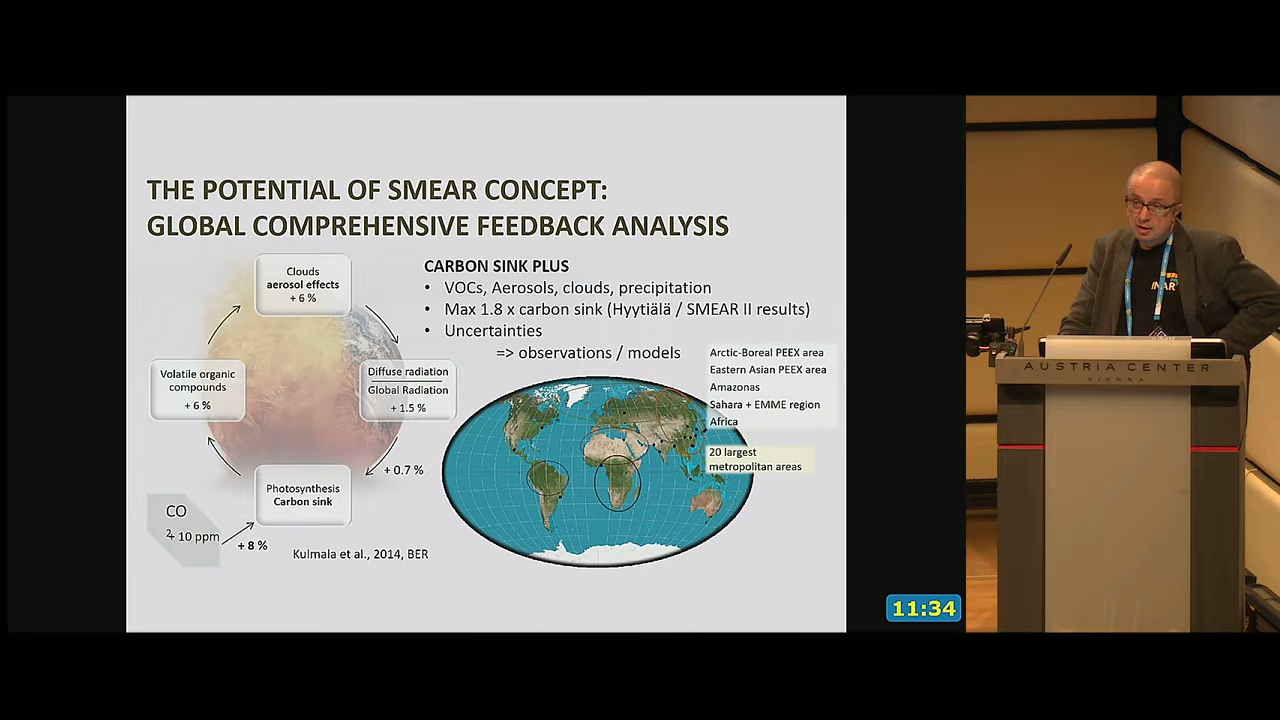 THE POTENTIAL OF SMEAR CONCEPT:
GLOBAL COMPREHENSIVE FEEDBACK ANALYSIS
Clouds
aerosol effects
+ 6 %
Volatile organic
compounds
+ 6 %
Diffuse radiation
Global Radiation
+ 1.5 %
+ 0.7 %
Photosynthesis
Carbon sink
CO
2
+ 10 ppm
+ 8 %
Kulmala et al., 2014, BER
CARBON SINK PLUS
• VOCs, Aerosols, clouds, precipitation
• Max 1.8 x carbon sink (Hyytiälä / SMEAR II results)
• Uncertainties
=> observations / models
Arctic-Boreal PEEX area
Eastern Asian PEEX area
Amazonas
Sahara + EMME region
Africa
20 largest
metropolitan areas
11:34
INAR
AUSTRIA CENTER
VIENNA